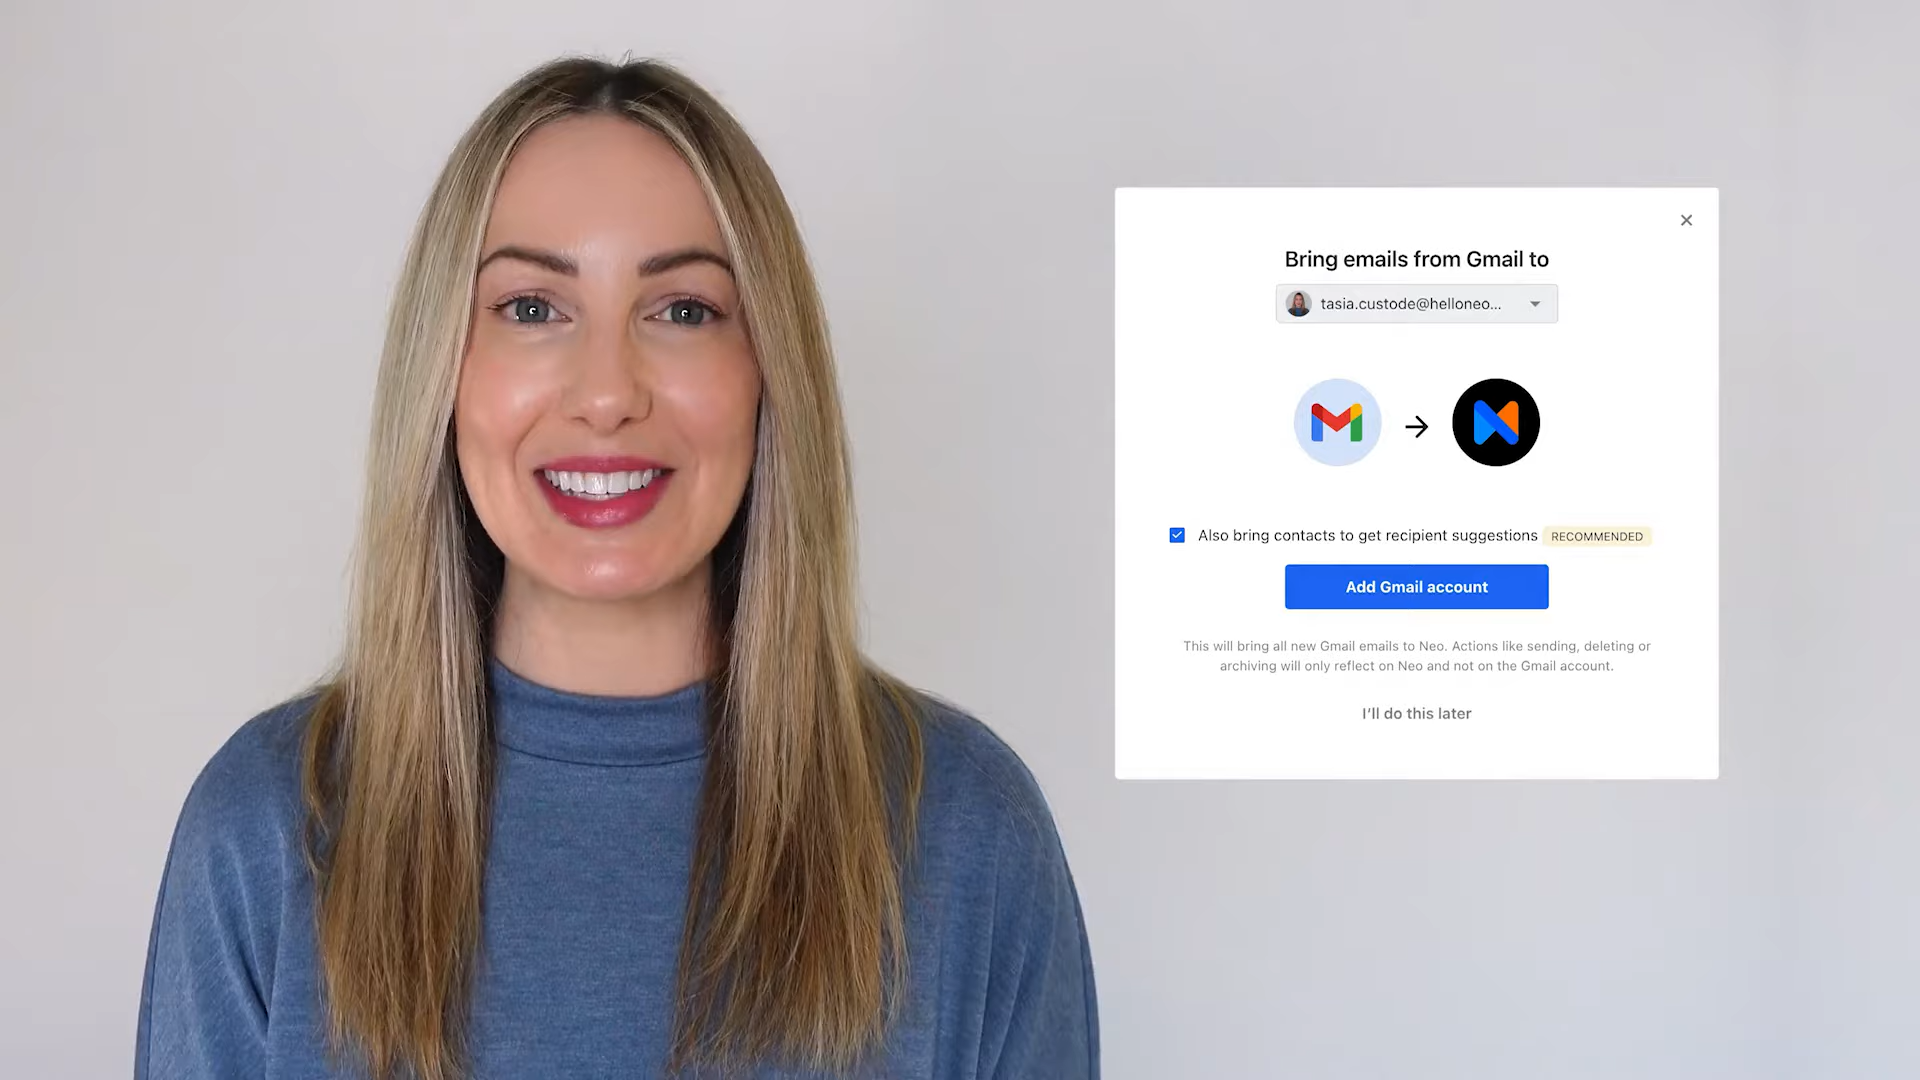 Bring emails from Gmail to
tasia.custode@helloneo...
Also bring contacts to get recipient suggestions RECOMMENDED
Add Gmail account
This will bring all new Gmail emails to Neo. Actions like sending, deleting or
archiving will only reflect on Neo and not on the Gmail account.
I'll do this later